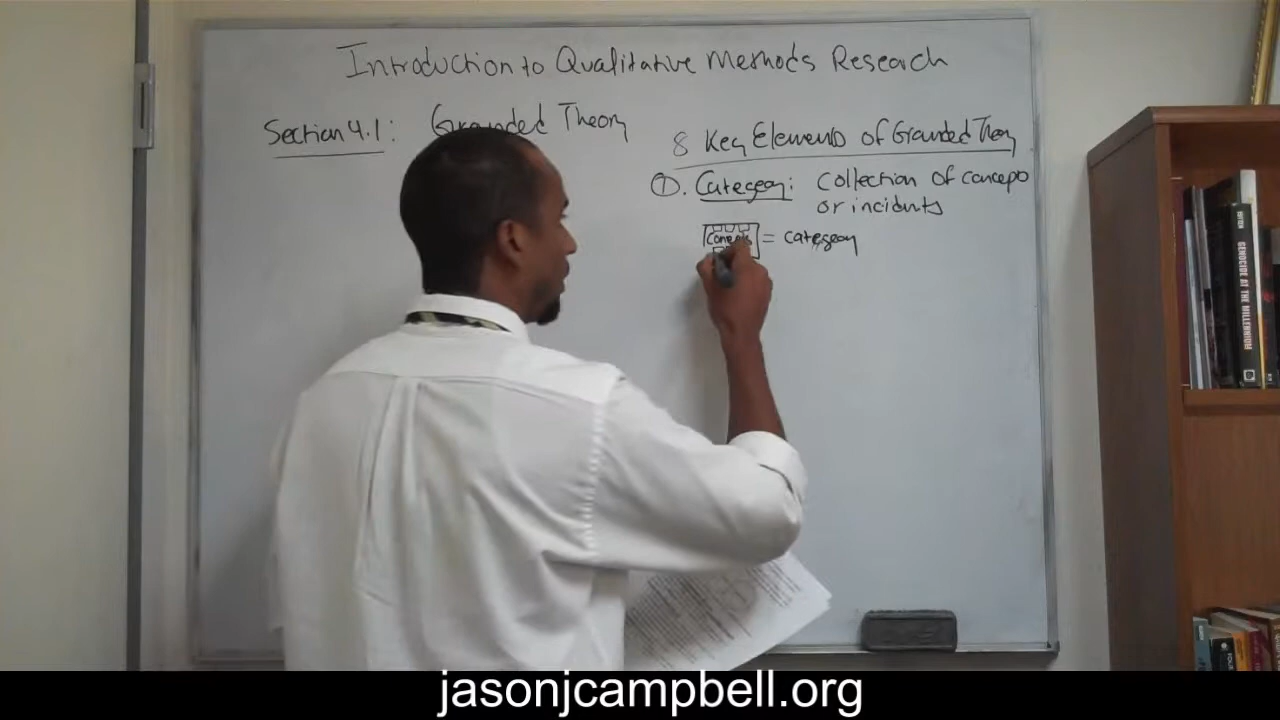 Introduction to Qualitative Methods Research
Section 4.1: Grounded Theory
8 Key Elements of Grounded Theory
①. Category: Collection of concepts
or incidents
Concepts = category
GENOCIDE AT THE MILLENNIUM
jasonjcampbell.org